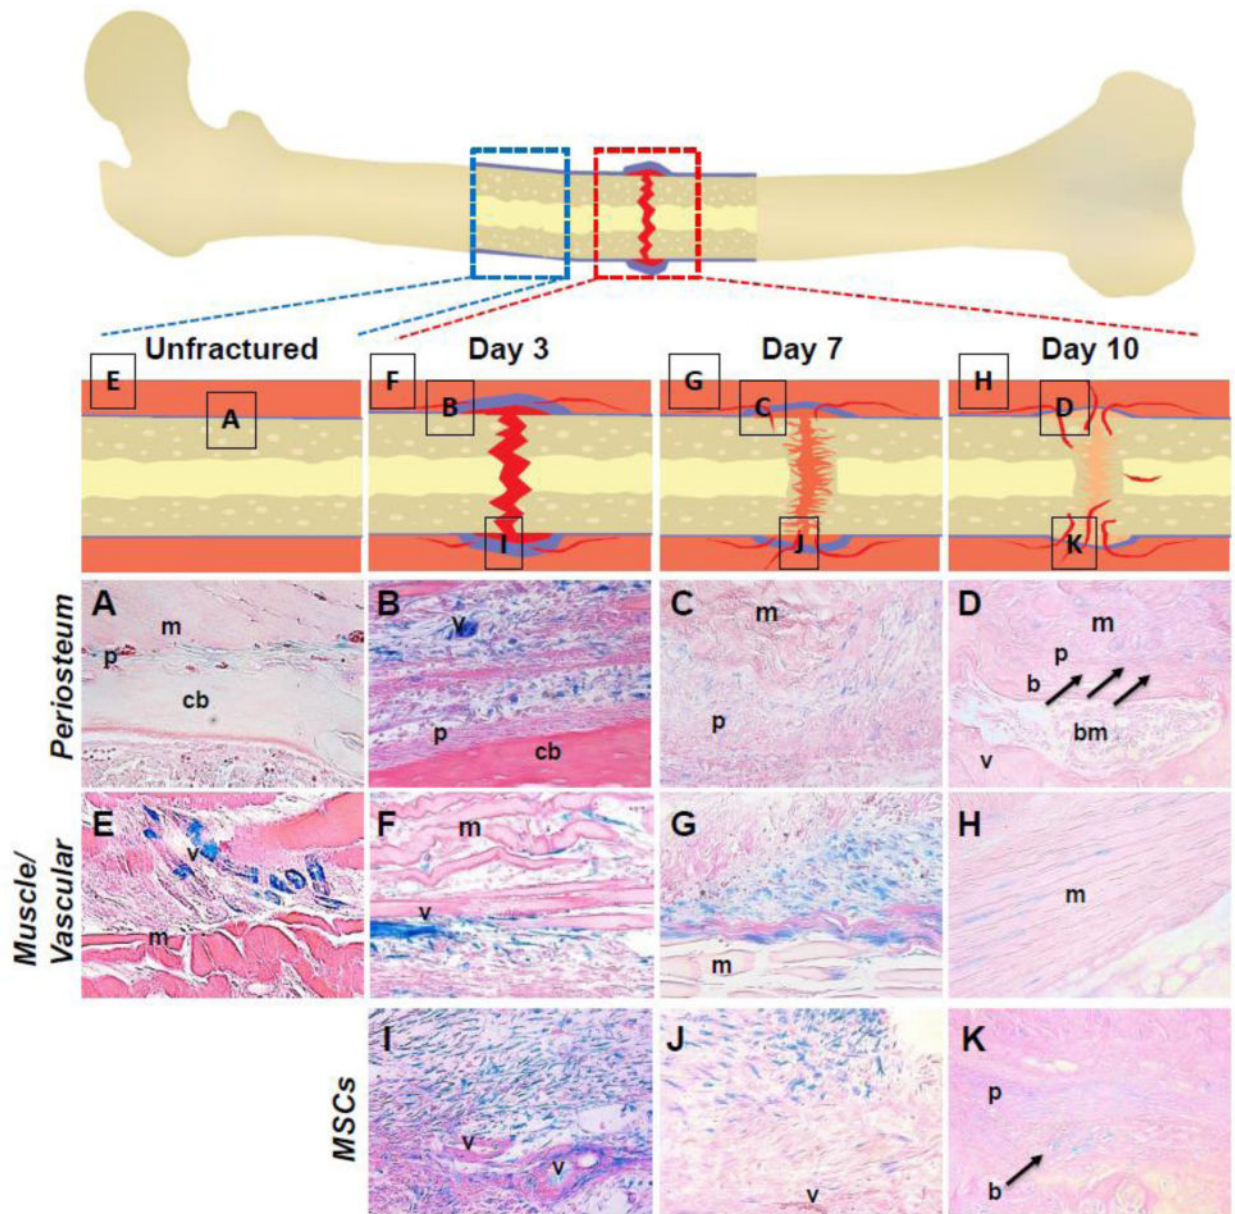 Unfractured Day 3 Day 7 Day 10
E F G H
A B C D
I J K
Periosteum
A B C D
m v m m
p p p p
cb cb b
bm
v
Muscle/
Vascular
E F G H
v m m
m v m
MSCs
I J K
v p
v v b